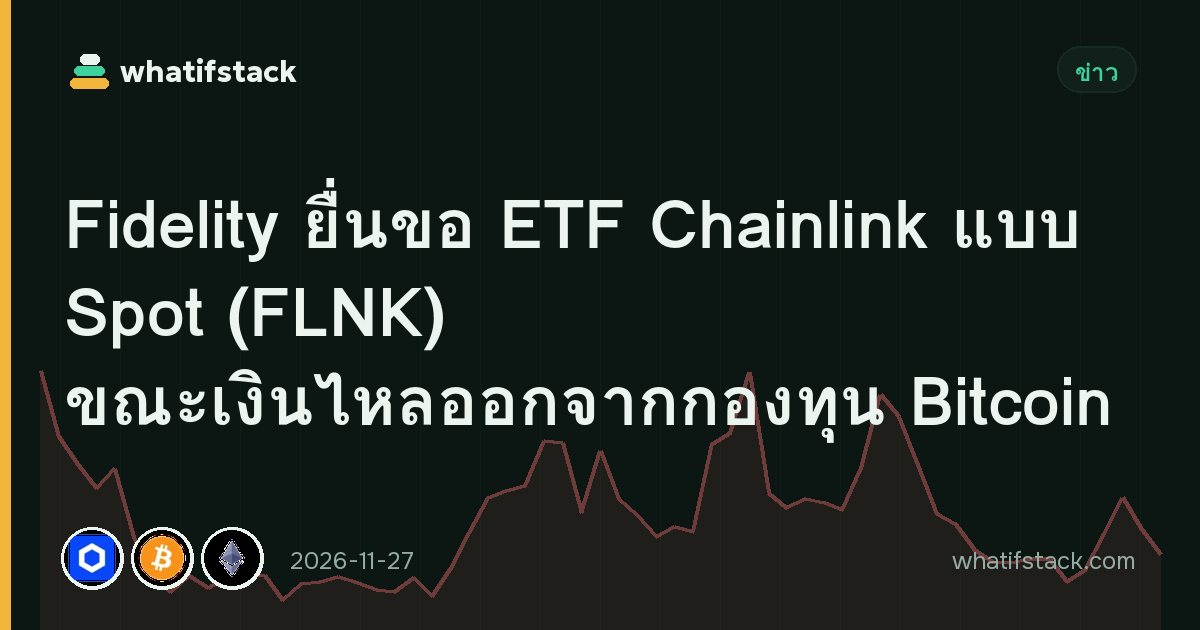 whatifstack
ข่าว
Fidelity ยื่นขอ ETF Chainlink แบบ
Spot (FLNK)
ขณะเงินไหลออกจากกองทุน Bitcoin
2026-11-27
whatifstack.com